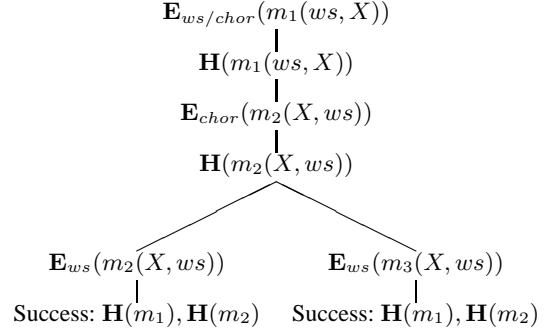 E_{ws/chor}(m_1(ws, X))
H(m_1(ws, X))
E_{chor}(m_2(X, ws))
H(m_2(X, ws))
E_{ws}(m_2(X, ws)) E_{ws}(m_3(X, ws))
Success: H(m_1), H(m_2) Success: H(m_1), H(m_2)